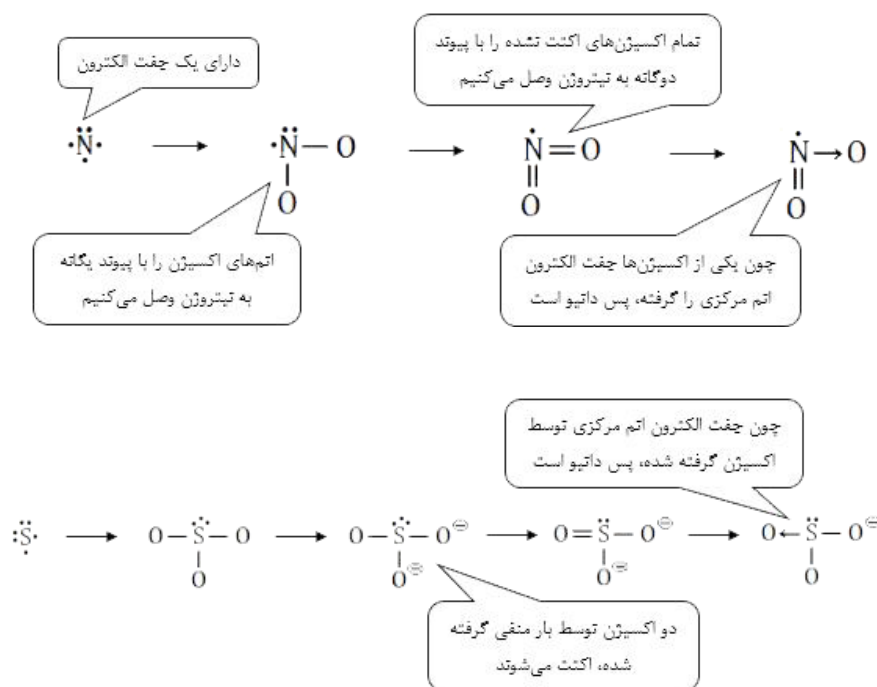 دارای یک جفت الکترون
تمام اکسیژن‌های اکتت نشده را با پیوند
دوگانه به نیتروژن وصل می‌کنیم
N → N — O → N = O → N → O
O O O
اتم‌های اکسیژن را با پیوند یگانه
به نیتروژن وصل می‌کنیم
چون یکی از اکسیژن‌ها جفت الکترون
اتم مرکزی را گرفته، پس داتیو است
چون جفت الکترون اتم مرکزی توسط
اکسیژن گرفته شده، پس داتیو است
S → O — S — O → O — S — O⊖ → O = S — O⊖ → O ← S — O⊖
O O⊖ O⊖ O
دو اکسیژن توسط بار منفی گرفته
شده، اکتت می‌شوند